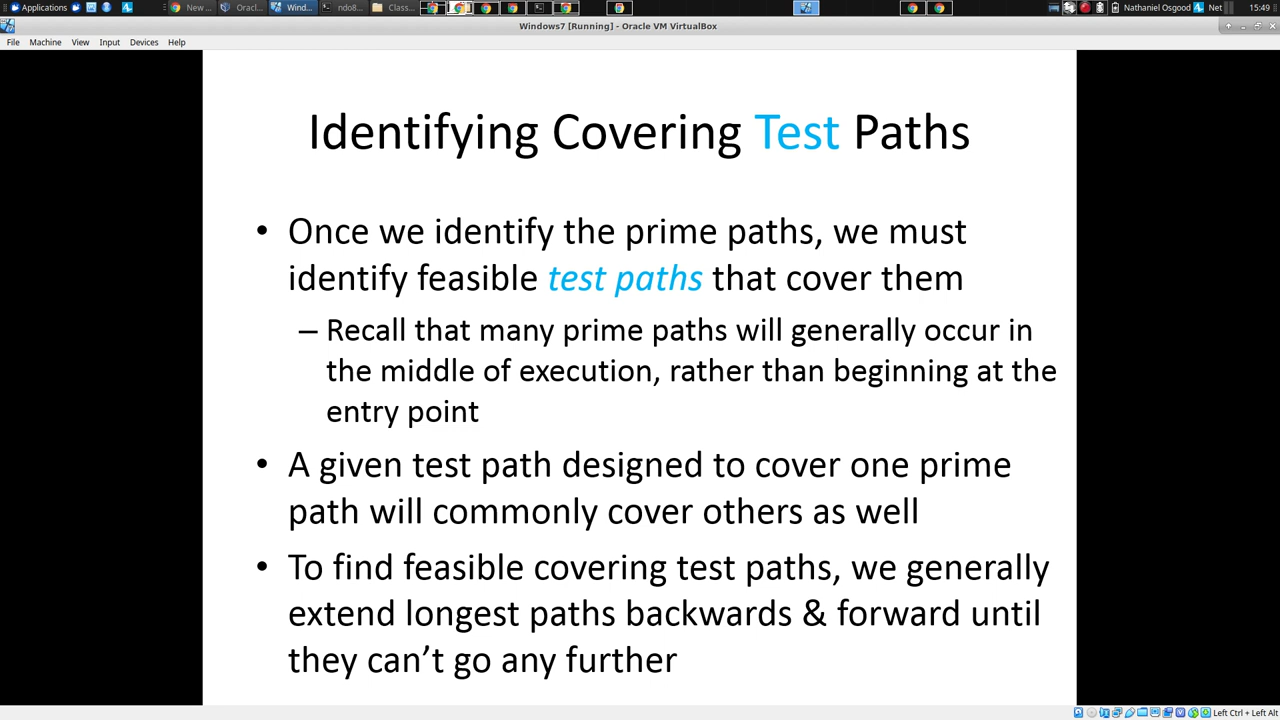 Applications
New ...
Oracl...
Wind...
ndo8...
Class...
Nathaniel Osgood
Net
15:49
Windows7 [Running] - Oracle VM VirtualBox
File Machine View Input Devices Help
Identifying Covering Test Paths
• Once we identify the prime paths, we must
identify feasible test paths that cover them
– Recall that many prime paths will generally occur in
the middle of execution, rather than beginning at the
entry point
• A given test path designed to cover one prime
path will commonly cover others as well
• To find feasible covering test paths, we generally
extend longest paths backwards & forward until
they can’t go any further
Left Ctrl + Left Alt